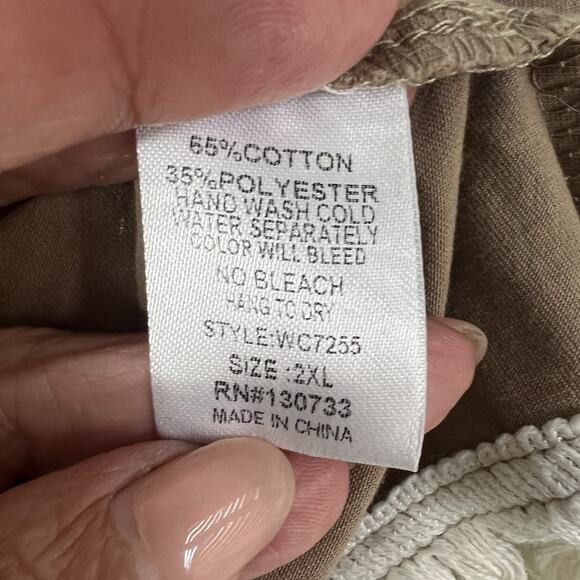 65%COTTON
35%POLYESTER
HAND WASH COLD
WATER SEPARATELY
COLOR WILL BLEED
NO BLEACH
HANG TO DRY
STYLE:WC7255
SIZE :2XL
RN#130733
MADE IN CHINA